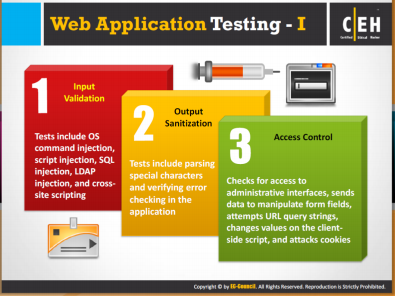 Web Application Testing - I
C|EH
Certified Ethical Hacker
1
Input
Validation
Tests include OS
command injection,
script injection, SQL
injection, LDAP
injection, and cross-
site scripting
2
Output
Sanitization
Tests include parsing
special characters
and verifying error
checking in the
application
3
Access Control
Checks for access to
administrative interfaces, sends
data to manipulate form fields,
attempts URL query strings,
changes values on the client-
side script, and attacks cookies
Copyright © by EC-Council. All Rights Reserved. Reproduction is Strictly Prohibited.